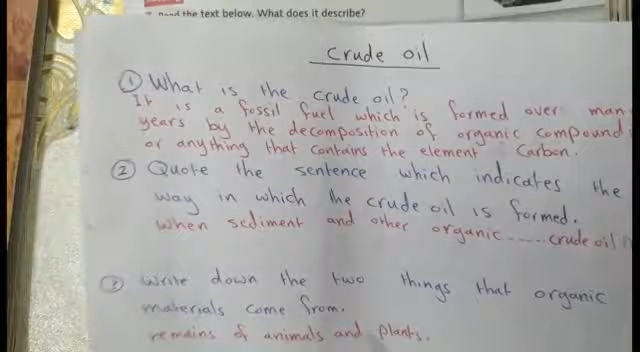 Read the text below. What does it describe?
Crude oil
① What is the crude oil?
It is a fossil fuel which is formed over man
years by the decomposition of organic compound
or anything that contains the element Carbon.
② Quote the sentence which indicates the
way in which the crude oil is formed.
When sediment and other organic ..... crude oil
③ Write down the two things that organic
materials come from.
remains of animals and plants.